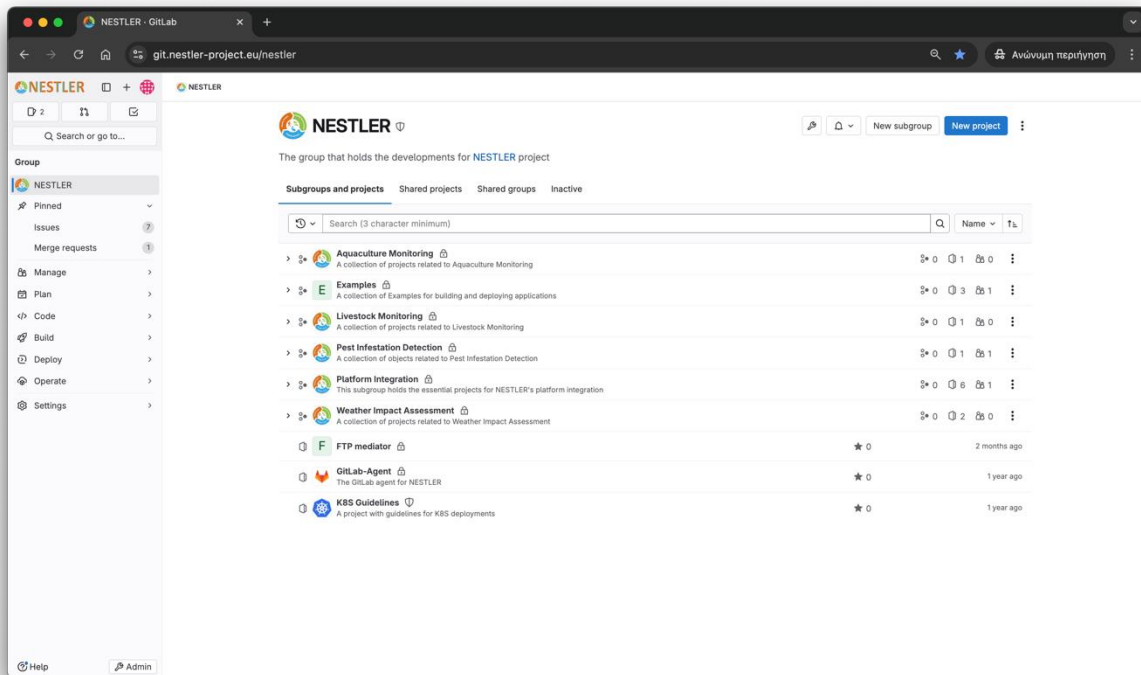 NESTLER · GitLab
git.nestler-project.eu/nestler
Ανώνυμη περιήγηση
NESTLER
NESTLER
2
Search or go to...
Group
NESTLER
Pinned
Issues 7
Merge requests 1
Manage
Plan
Code
Build
Deploy
Operate
Settings
Help
Admin
NESTLER
New subgroup
New project
The group that holds the developments for NESTLER project
Subgroups and projects Shared projects Shared groups Inactive
Search (3 character minimum)
Name
Aquaculture Monitoring
A collection of projects related to Aquaculture Monitoring
0 1 0
E
Examples
A collection of Examples for building and deploying applications
0 3 1
Livestock Monitoring
A collection of projects related to Livestock Monitoring
0 1 0
Pest Infestation Detection
A collection of objects related to Pest Infestation Detection
0 1 1
Platform Integration
This subgroup holds the essential projects for NESTLER's platform integration
0 6 1
Weather Impact Assessment
A collection of projects related to Weather Impact Assessment
0 2 0
F
FTP mediator
0
2 months ago
GitLab-Agent
The GitLab agent for NESTLER
0
1 year ago
K8S Guidelines
A project with guidelines for K8S deployments
0
1 year ago